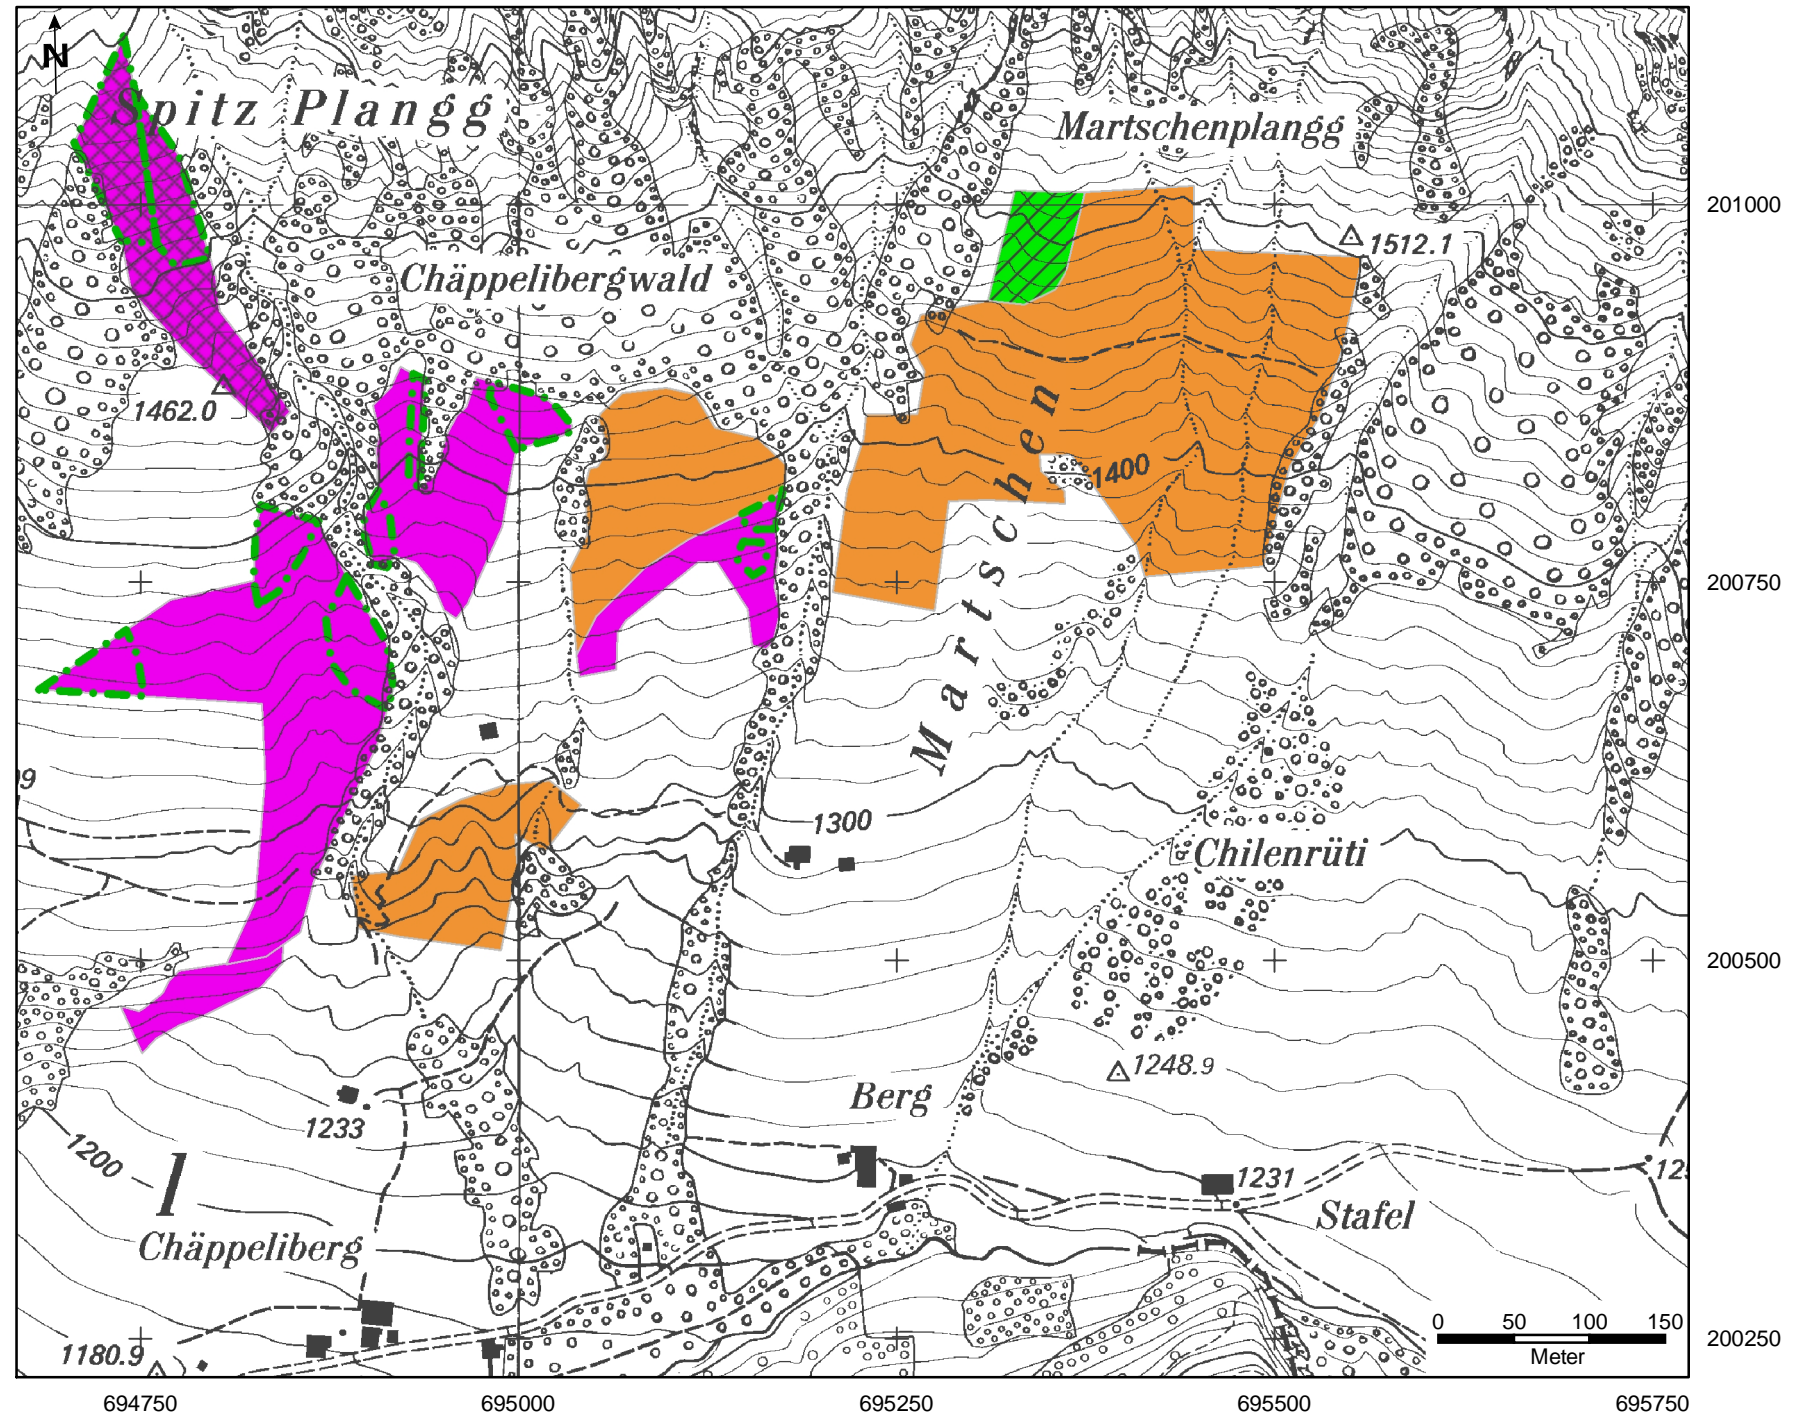 N
Spitz Plangg
Martschenplangg
201000
1512.1
Chäppelibergwald
1462.0
Martschen
1400
200750
1300
Chilenrüti
200500
1248.9
Berg
1233
1200
1231
l
Stafel
Chäppeliberg
0 50 100 150
Meter
200250
1180.9
694750 695000 695250 695500 695750